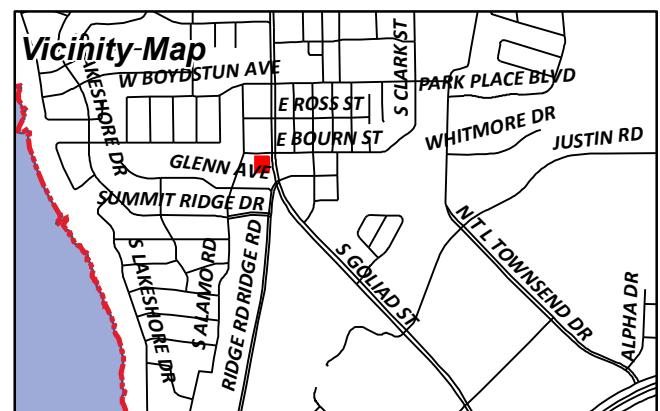 Vicinity-Map
LAKESHORE DR
W BOYDSTUN AVE
S CLARK ST
PARK PLACE BLVD
E ROSS ST
E BOURN ST
WHITMORE DR
JUSTIN RD
GLENN AVE
SUMMIT RIDGE DR
S LAKESHORE DR
S ALAMO RD
RIDGE RD RIDGE RD
S GOLIAD ST
N T L TOWNSEND DR
ALPHA DR